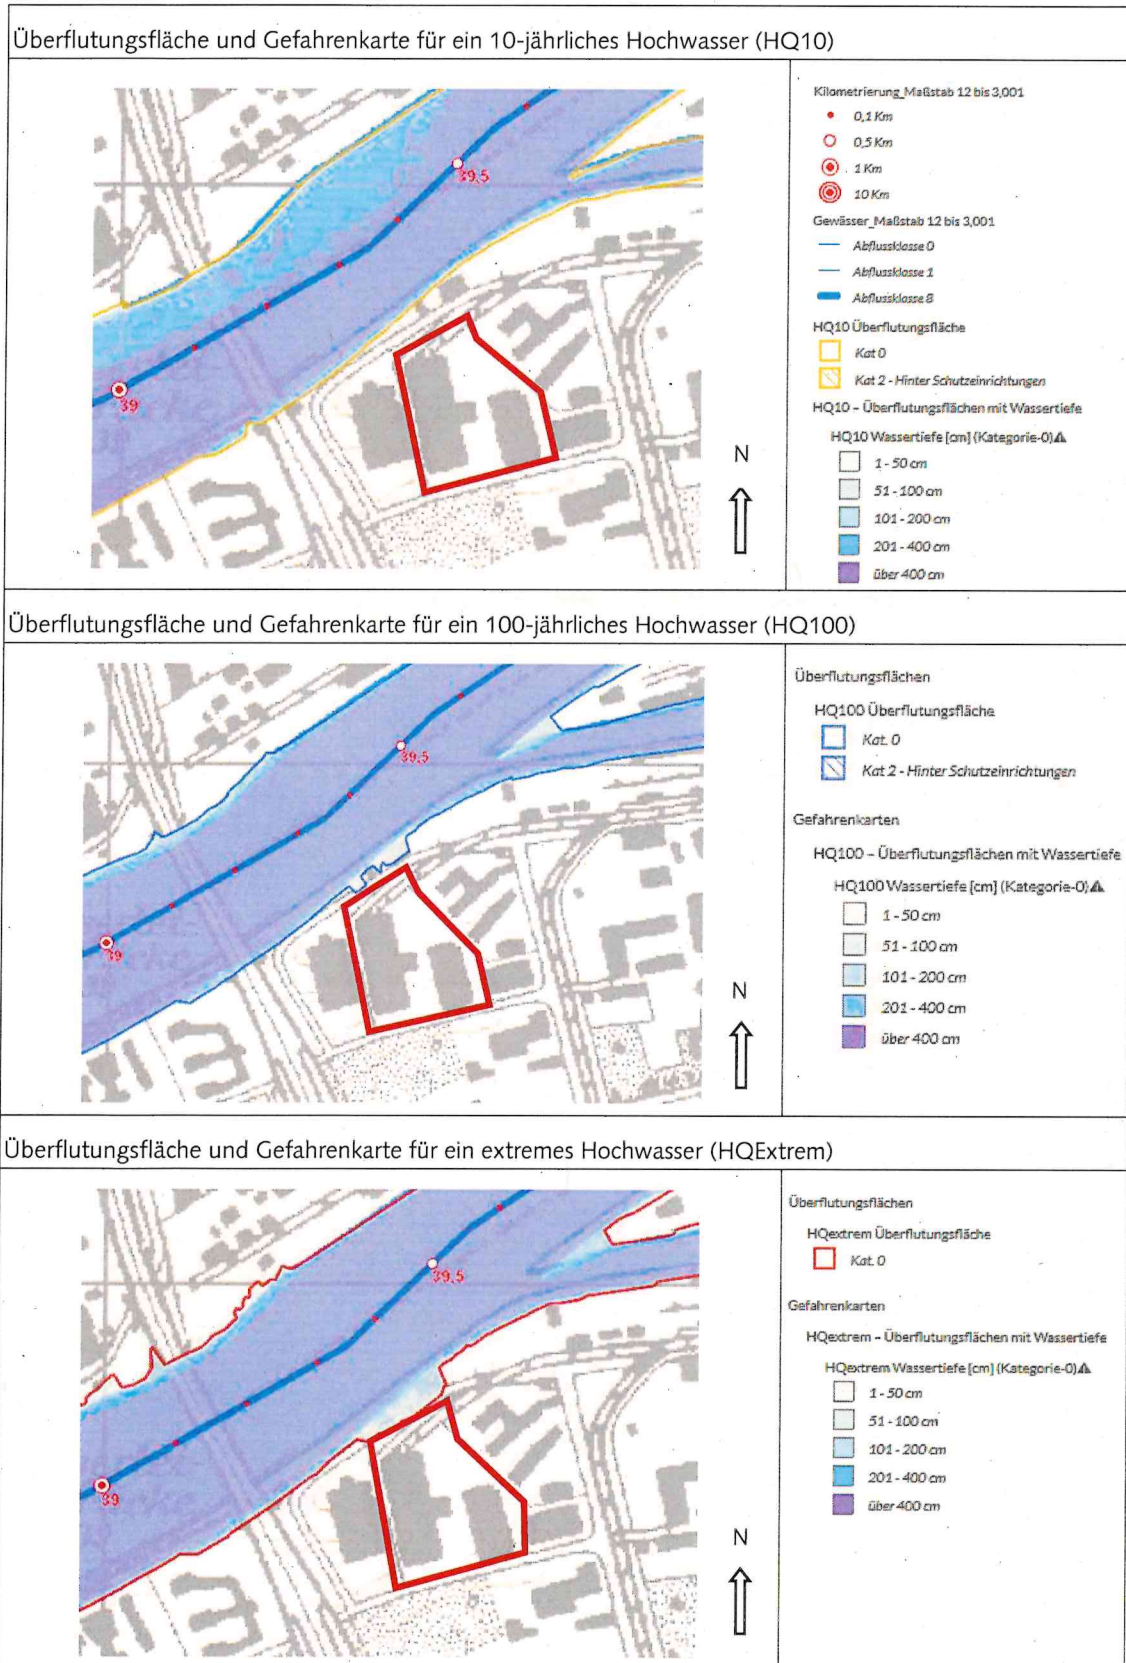 Überflutungsfläche und Gefahrenkarte für ein 10-jährliches Hochwasser (HQ10)
39,5
39
N
Kilometrierung_Maßstab 12 bis 3,001
0,1 Km
0,5 Km
1 Km
10 Km
Gewässer_Maßstab 12 bis 3,001
Abflussklasse 0
Abflussklasse 1
Abflussklasse 8
HQ10 Überflutungsfläche
Kat 0
Kat 2 - Hinter Schutzeinrichtungen
HQ10 - Überflutungsflächen mit Wassertiefe
HQ10 Wassertiefe [cm] (Kategorie-0)
1 - 50 cm
51 - 100 cm
101 - 200 cm
201 - 400 cm
über 400 cm
Überflutungsfläche und Gefahrenkarte für ein 100-jährliches Hochwasser (HQ100)
39,5
39
N
Überflutungsflächen
HQ100 Überflutungsfläche
Kat. 0
Kat 2 - Hinter Schutzeinrichtungen
Gefahrenkarten
HQ100 - Überflutungsflächen mit Wassertiefe
HQ100 Wassertiefe [cm] (Kategorie-0)
1 - 50 cm
51 - 100 cm
101 - 200 cm
201 - 400 cm
über 400 cm
Überflutungsfläche und Gefahrenkarte für ein extremes Hochwasser (HQExtrem)
39,5
39
N
Überflutungsflächen
HQextrem Überflutungsfläche
Kat. 0
Gefahrenkarten
HQextrem - Überflutungsflächen mit Wassertiefe
HQextrem Wassertiefe [cm] (Kategorie-0)
1 - 50 cm
51 - 100 cm
101 - 200 cm
201 - 400 cm
über 400 cm